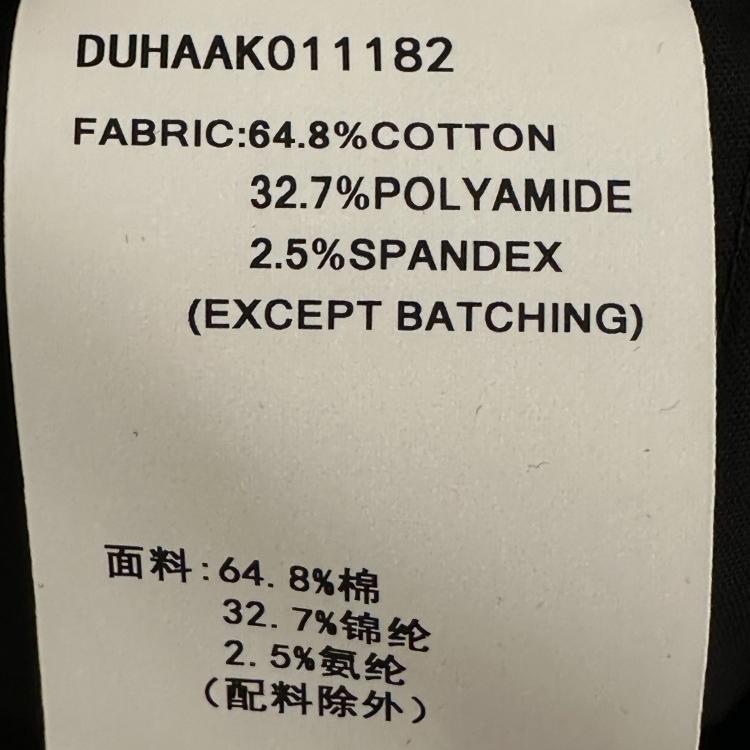 DUHAAK011182
FABRIC:64.8%COTTON
32.7%POLYAMIDE
2.5%SPANDEX
(EXCEPT BATCHING)
面料:64.8%棉
32.7%锦纶
2.5%氨纶
(配料除外)